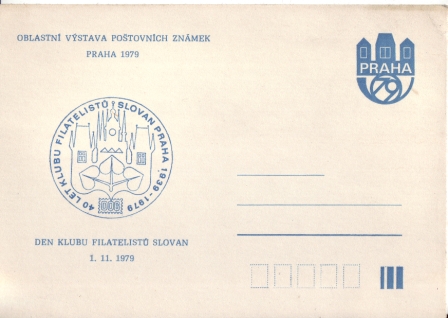 OBLASTNÍ VÝSTAVA POŠTOVNÍCH ZNÁMEK
PRAHA 1979
PRAHA
79
40 LET KLUBU FILATELISTŮ SLOVAN PRAHA 1939-1979
DEN KLUBU FILATELISTŮ SLOVAN
1. 11. 1979